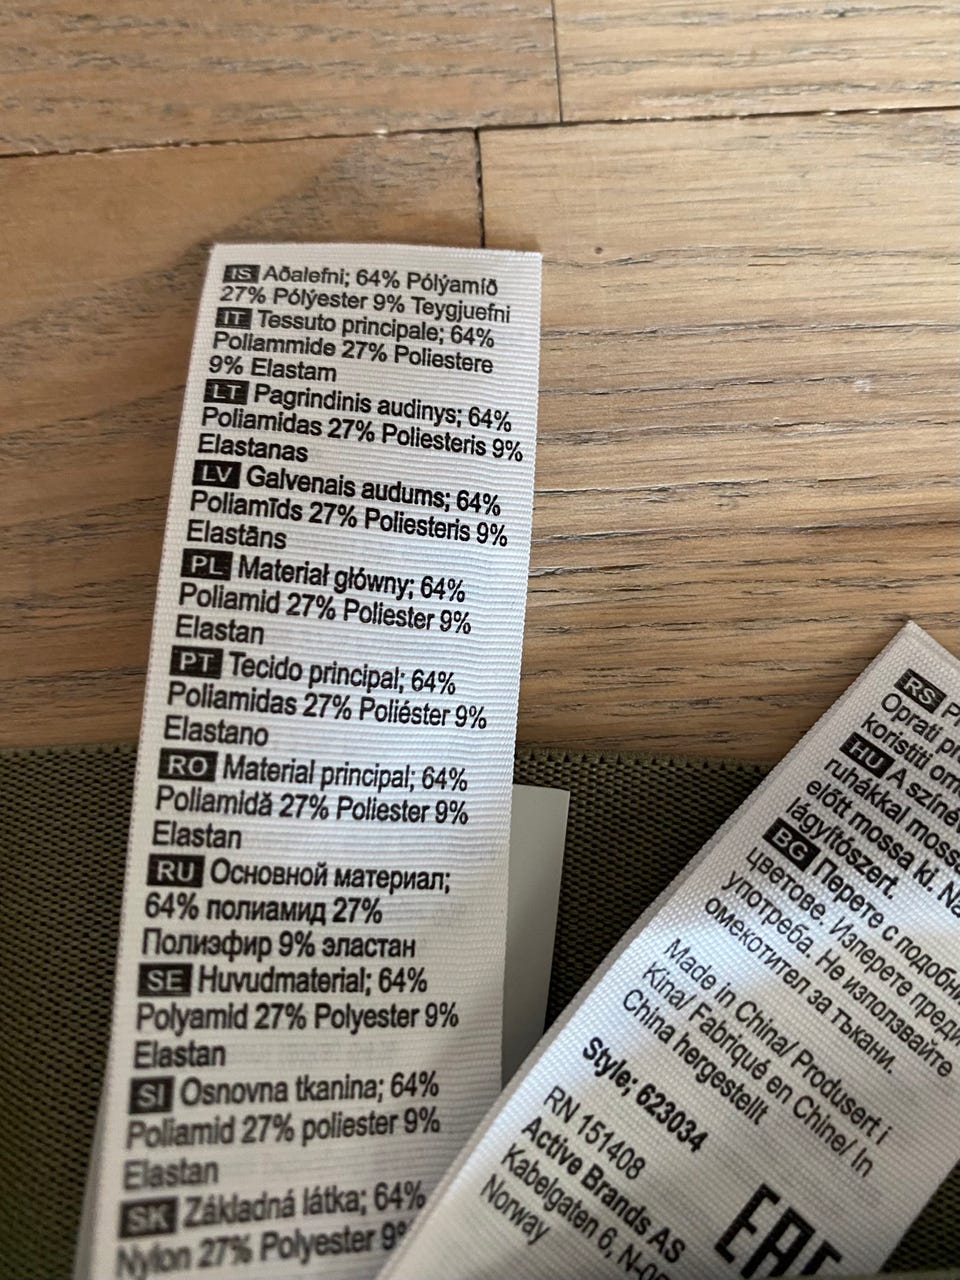 IS Aðalefni; 64% Pólýamíð
27% Pólýester 9% Teygjuefni
IT Tessuto principale; 64%
Poliammide 27% Poliestere
9% Elastam
LT Pagrindinis audinys; 64%
Poliamidas 27% Poliesteris 9%
Elastanas
LV Galvenais audums; 64%
Poliamīds 27% Poliesteris 9%
Elastāns
PL Materiał główny; 64%
Poliamid 27% Poliester 9%
Elastan
PT Tecido principal; 64%
Poliamidas 27% Poliéster 9%
Elastano
RO Material principal; 64%
Poliamidă 27% Poliester 9%
Elastan
RU Основной материал;
64% полиамид 27%
Полиэфир 9% эластан
SE Huvudmaterial; 64%
Polyamid 27% Polyester 9%
Elastan
SI Osnovna tkanina; 64%
Poliamid 27% poliester 9%
Elastan
SK Základná látka; 64%
Nylon 27% Polyester 9%
RS
Oprati
koristiti
HU A
ruhákkal
előtt mossa ki.
lágyítószert.
BG Перете с
цветове. Изперете
употреба. Не използвайте
омекотител за тъкани.
Made in China/ Produsert i
Kina/ Fabriqué en Chine/ In
China hergestellt
Style; 623034
RN 151408
Active Brands AS
Kabelgaten 6,
Norway
EAC